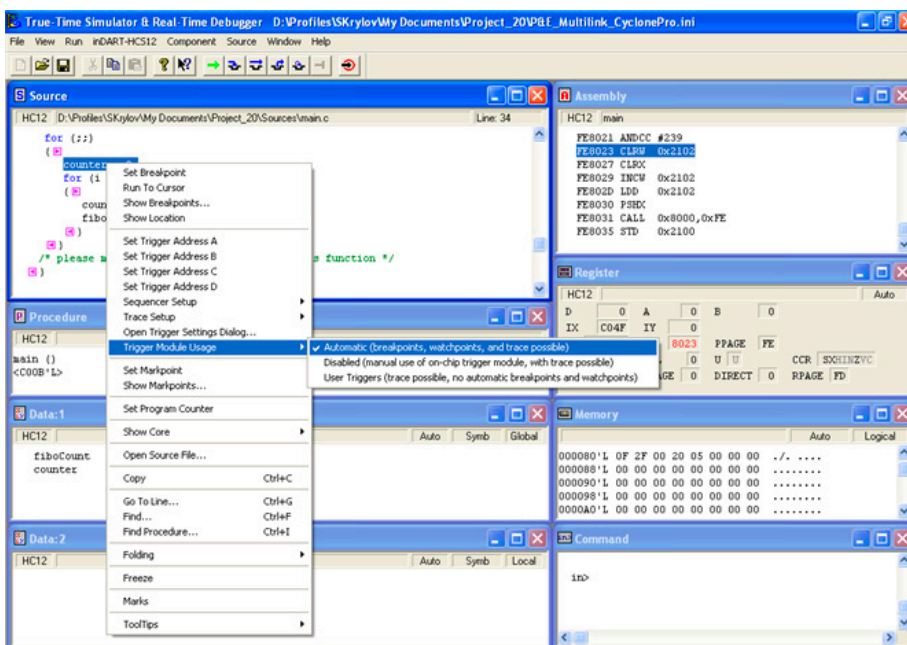 True-Time Simulator & Real-Time Debugger D:\Profiles\SKrylov\My Documents\Project_20\P&E_Multilink_CyclonePro.ini
File View Run inDART-HCS12 Component Source Window Help
Source
HC12 D:\Profiles\SKrylov\My Documents\Project_20\Sources\main.c Line: 34
for (;;)
{
counter
for (i
{
coun
fibo
}
}
/* please m
s function */
}
Set Breakpoint
Run To Cursor
Show Breakpoints...
Show Location
Set Trigger Address A
Set Trigger Address B
Set Trigger Address C
Set Trigger Address D
Sequencer Setup
Trace Setup
Open Trigger Settings Dialog...
Trigger Module Usage
Set Markpoint
Show Markpoints...
Set Program Counter
Show Core
Open Source File...
Copy Ctrl+C
Go To Line... Ctrl+G
Find... Ctrl+F
Find Procedure... Ctrl+I
Folding
Freeze
Marks
ToolTips
Automatic (breakpoints, watchpoints, and trace possible)
Disabled (manual use of on-chip trigger module, with trace possible)
User Triggers (trace possible, no automatic breakpoints and watchpoints)
Assembly
HC12 main
FE8021 ANDCC #239
FE8023 CLRW 0x2102
FE8027 CLRX
FE8029 INCW 0x2102
FE802D LDD 0x2102
FE8030 PSHX
FE8031 CALL 0x8000,0xFE
FE8035 STD 0x2100
Register
HC12 Auto
D 0 A 0 B 0
IX C04F IY 0
8023 PPAGE FE
0 U U CCR SXHINZVC
GE 0 DIRECT 0 RPAGE FD
Procedure
HC12
main ()
<C00B'L>
Data:1
HC12 Auto Symb Global
fiboCount
counter
Memory
Auto Logical
000080'L 0F 2F 00 20 05 00 00 00 ./. ....
000088'L 00 00 00 00 00 00 00 00 ........
000090'L 00 00 00 00 00 00 00 00 ........
000098'L 00 00 00 00 00 00 00 00 ........
0000A0'L 00 00 00 00 00 00 00 00 ........
Data:2
HC12 Auto Symb Local
Command
in>